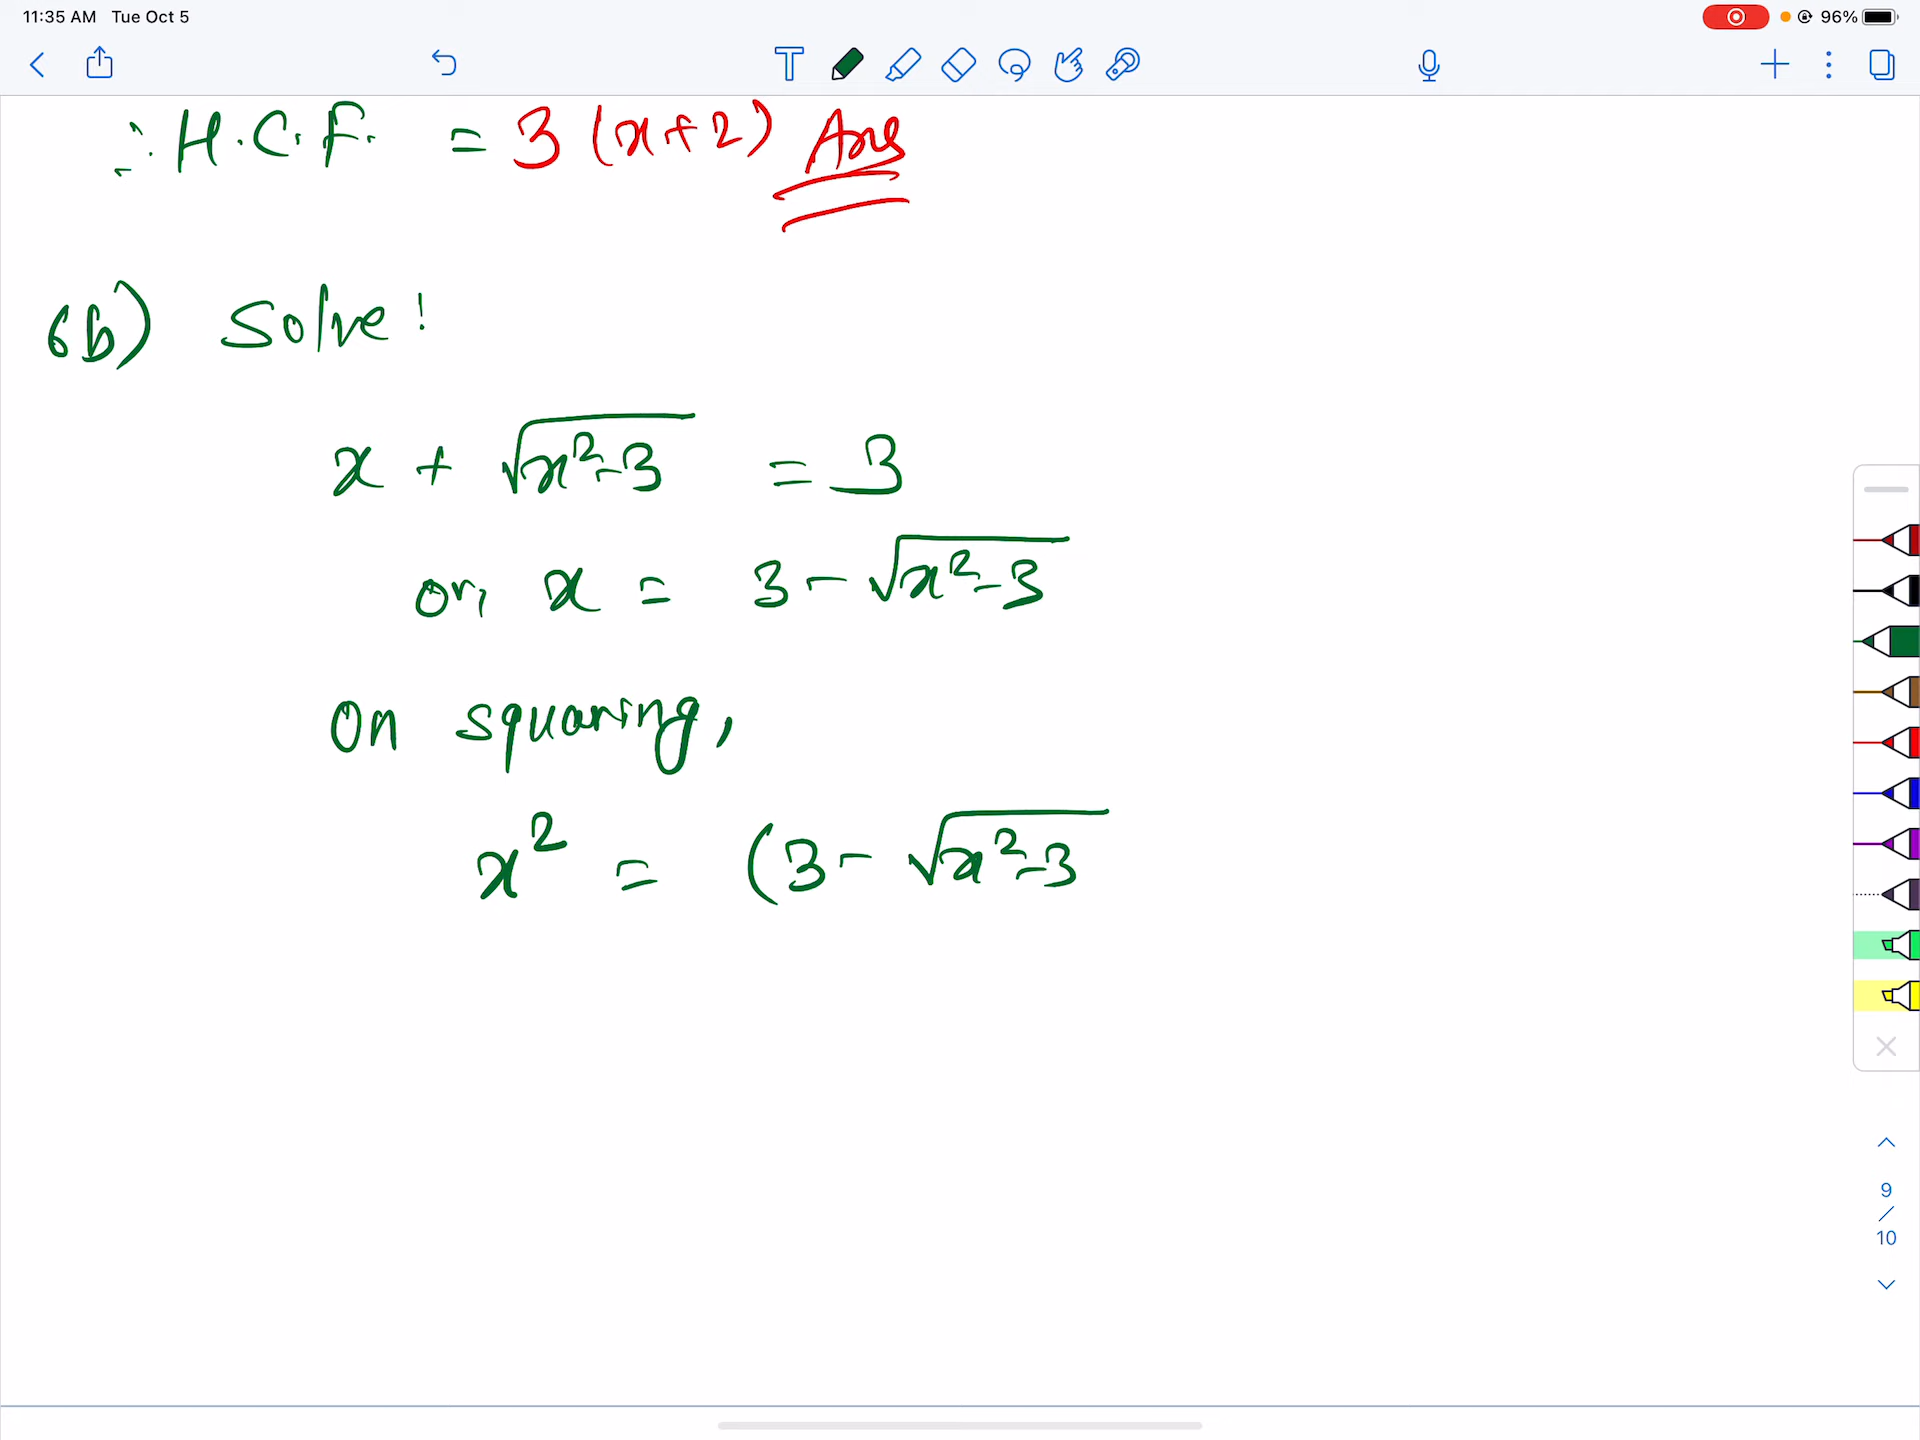 11:35 AM Tue Oct 5 96%
∴ H.C.F. = 3 (x+2) Ans
6b) Solve:
x + √(x²-3) = 3
or, x = 3 - √(x²-3)
On squaring,
x² = (3 - √(x²-3)
9
/
10